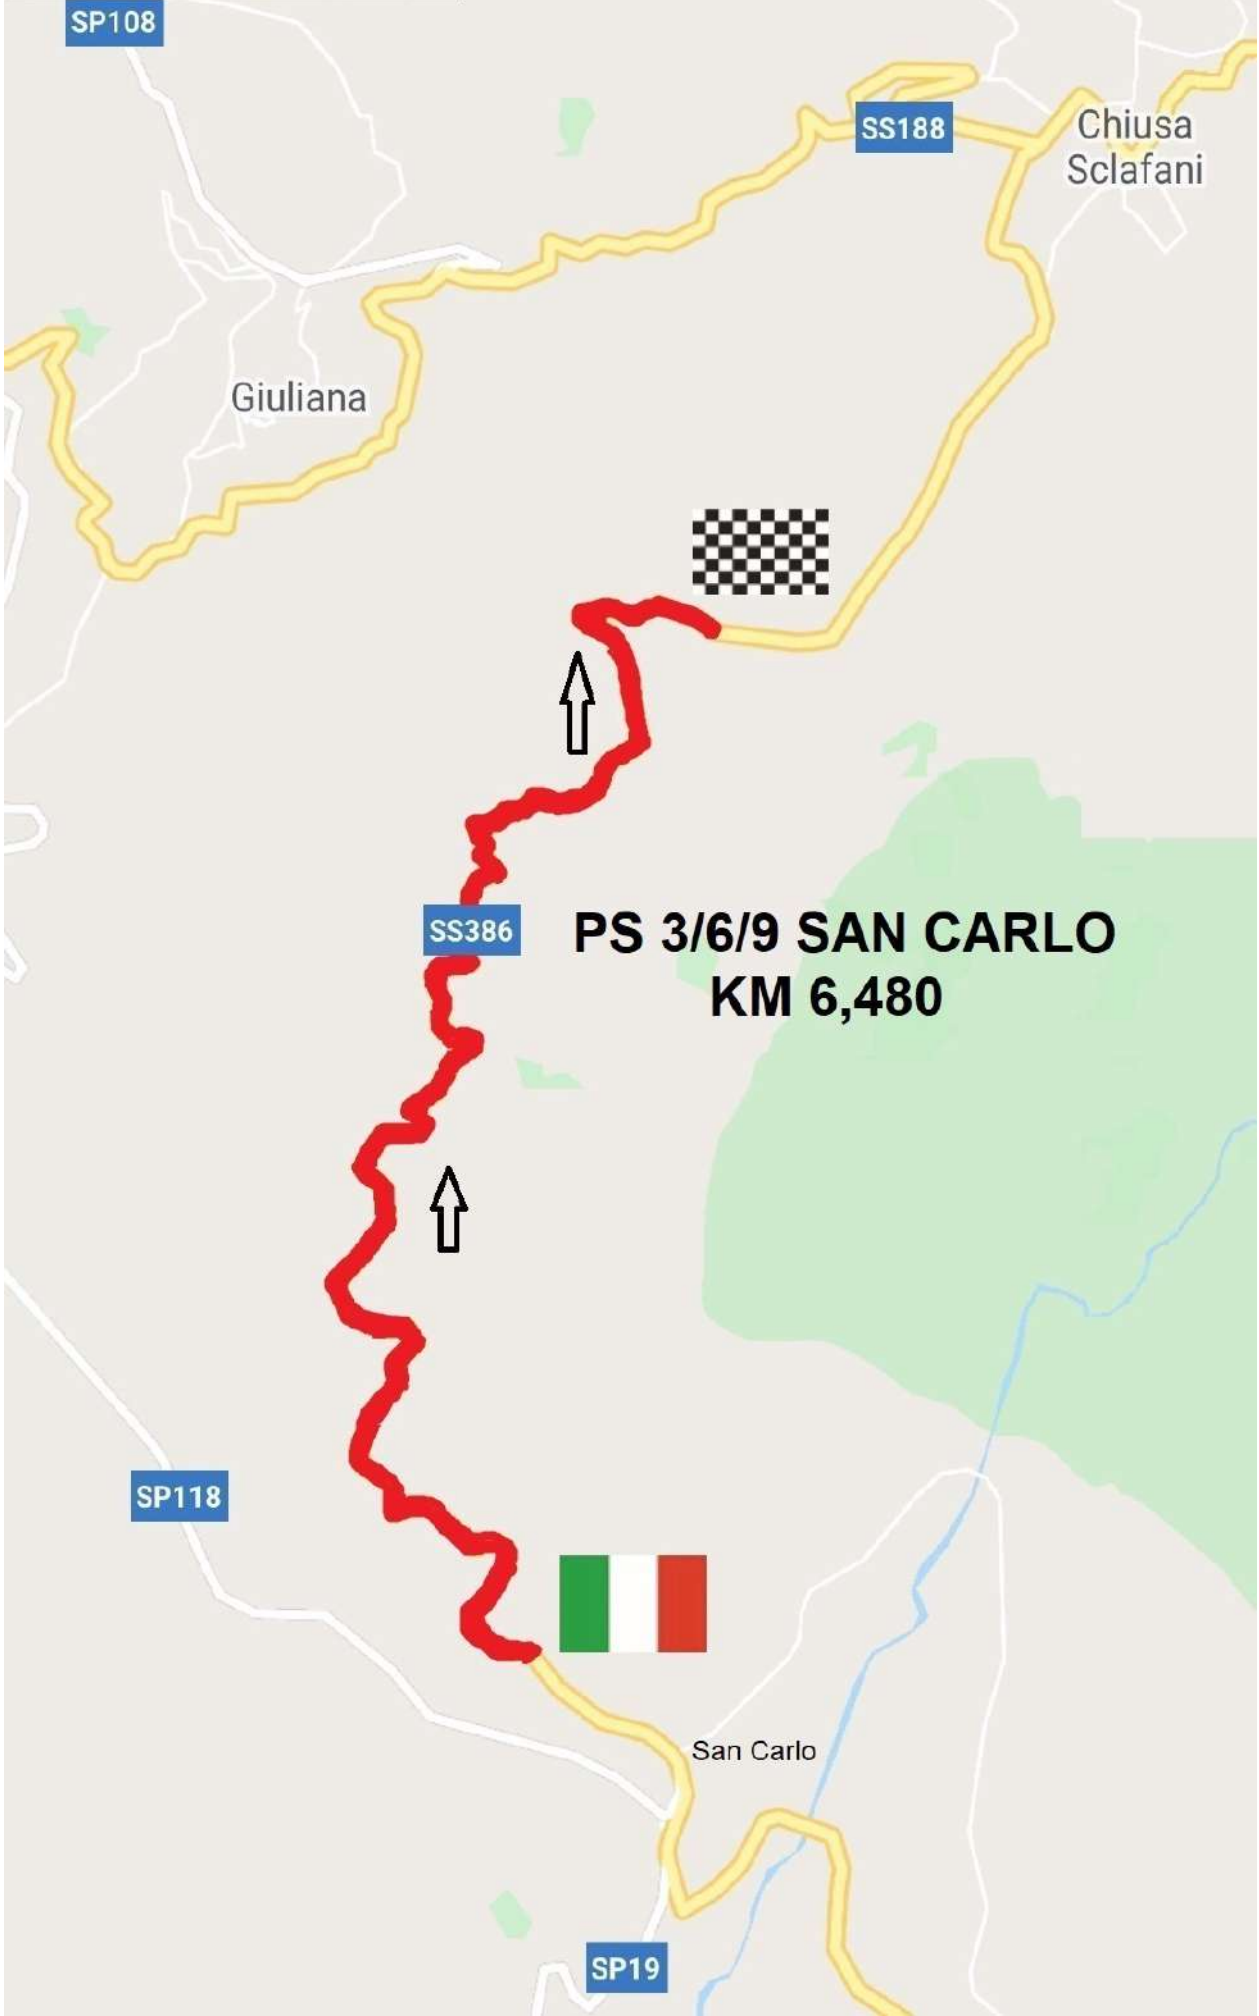 SP108
SS188
Chiusa
Sclafani
Giuliana
SS386
PS 3/6/9 SAN CARLO
KM 6,480
SP118
San Carlo
SP19